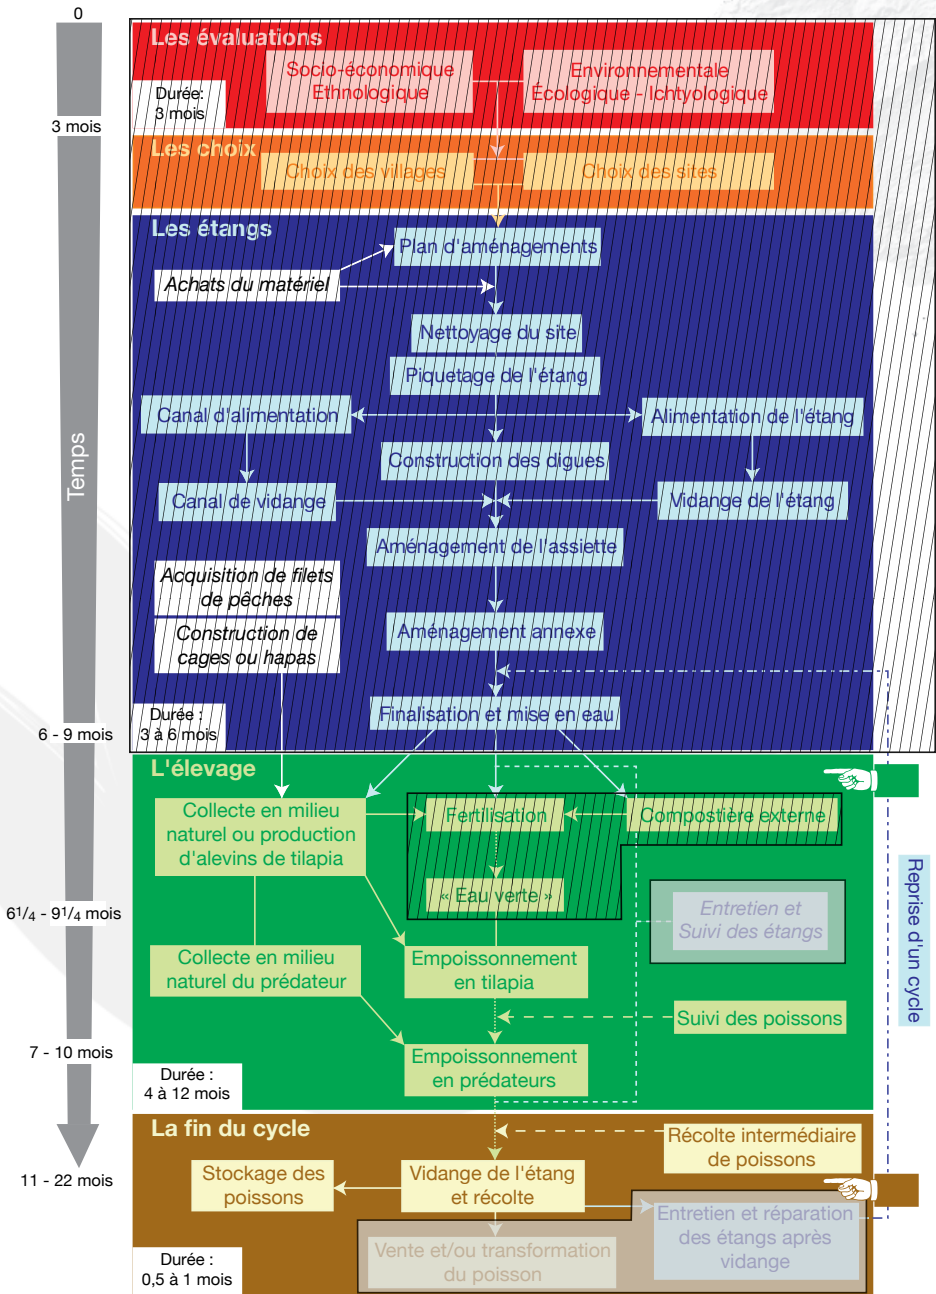 0
Les évaluations
Socio-économique
Ethnologique
Environnementale
Écologique - Ichtyologique
Durée:
3 mois
3 mois
Les choix
Choix des villages
Choix des sites
Les étangs
Plan d'aménagements
Achats du matériel
Nettoyage du site
Piquetage de l'étang
Canal d'alimentation
Alimentation de l'étang
Temps
Construction des digues
Canal de vidange
Vidange de l'étang
Aménagement de l'assiette
Acquisition de filets
de pêches
Construction de
cages ou hapas
Aménagement annexe
Finalisation et mise en eau
Durée :
3 à 6 mois
6 - 9 mois
L'élevage
Collecte en milieu
naturel ou production
d'alevins de tilapia
Fertilisation
Compostière externe
« Eau verte »
6 1/4 - 9 1/4 mois
Entretien et
Suivi des étangs
Reprise d'un cycle
Collecte en milieu
naturel du prédateur
Empoissonnement
en tilapia
Suivi des poissons
7 - 10 mois
Empoissonnement
en prédateurs
Durée :
4 à 12 mois
La fin du cycle
Récolte intermédiaire
de poissons
11 - 22 mois
Stockage des
poissons
Vidange de l'étang
et récolte
Entretien et réparation
des étangs après
vidange
Vente et/ou transformation
du poisson
Durée :
0,5 à 1 mois